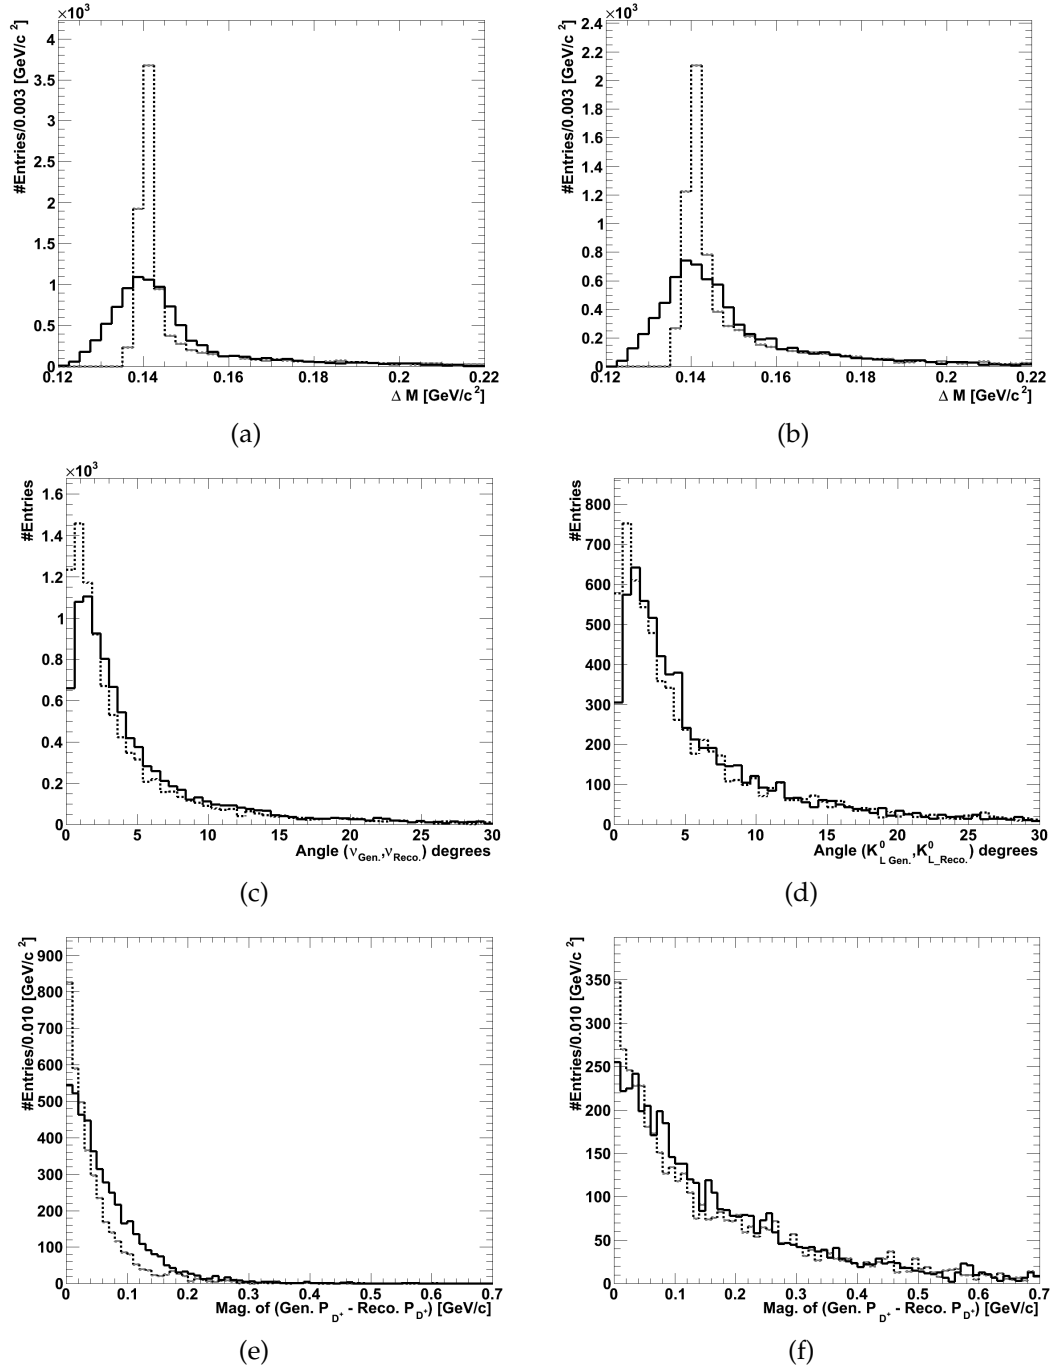 ×10³
#Entries/0.003 [GeV/c²]
4
3.5
3
2.5
2
1.5
1
0.5
0
0.12 0.14 0.16 0.18 0.2 0.22
Δ M [GeV/c²]
(a)
×10³
#Entries/0.003 [GeV/c²]
2.4
2.2
2
1.8
1.6
1.4
1.2
1
0.8
0.6
0.4
0.2
0
0.12 0.14 0.16 0.18 0.2 0.22
Δ M [GeV/c²]
(b)
×10³
#Entries
1.6
1.4
1.2
1
0.8
0.6
0.4
0.2
0
0 5 10 15 20 25 30
Angle (ν Gen.,ν Reco.) degrees
(c)
#Entries
800
700
600
500
400
300
200
100
0
0 5 10 15 20 25 30
Angle (K⁰ L Gen.,K⁰ L_Reco.) degrees
(d)
#Entries/0.010 [GeV/c²]
900
800
700
600
500
400
300
200
100
0
0 0.1 0.2 0.3 0.4 0.5 0.6 0.7
Mag. of (Gen. P D⁺ - Reco. P D⁺) [GeV/c]
(e)
#Entries/0.010 [GeV/c²]
350
300
250
200
150
100
50
0
0 0.1 0.2 0.3 0.4 0.5 0.6 0.7
Mag. of (Gen. P D⁺ - Reco. P D⁺) [GeV/c]
(f)